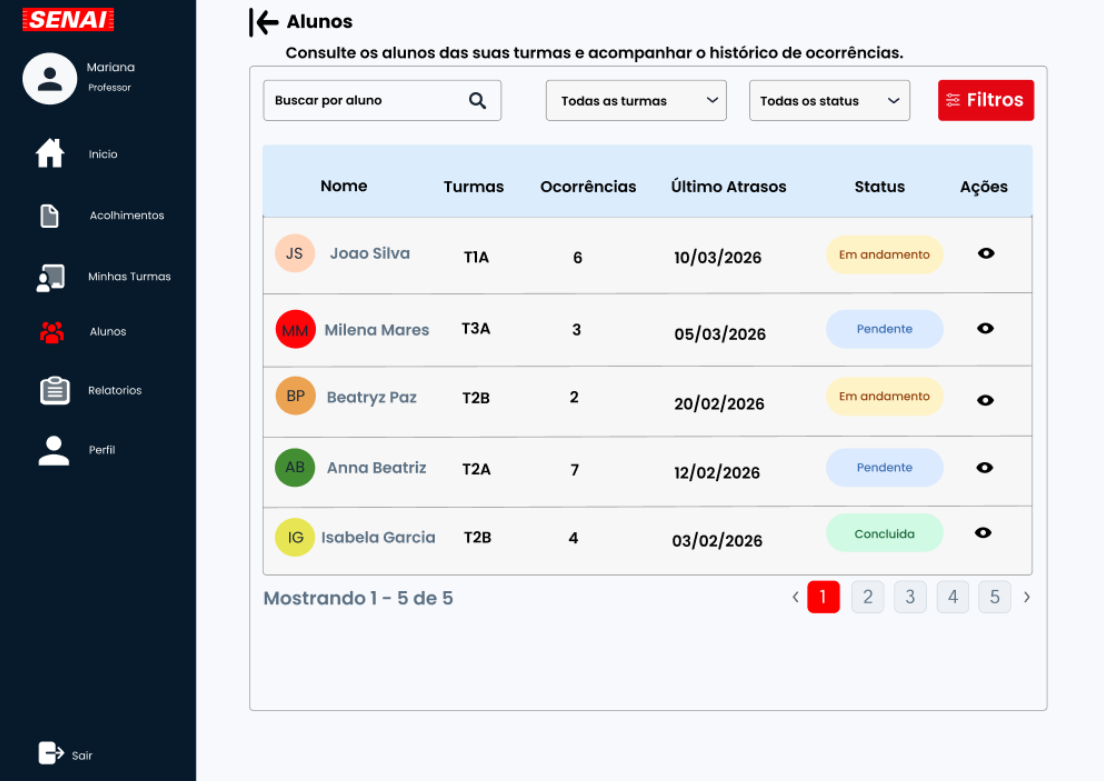 SENAI
Mariana
Professor
Inicio
Acolhimentos
Minhas Turmas
Alunos
Relatorios
Perfil
Sair
Alunos
Consulte os alunos das suas turmas e acompanhar o histórico de ocorrências.
Buscar por aluno
Todas as turmas
Todas os status
Filtros
Nome Turmas Ocorrências Último Atrasos Status Ações
JS Joao Silva T1A 6 10/03/2026 Em andamento
MM Milena Mares T3A 3 05/03/2026 Pendente
BP Beatryz Paz T2B 2 20/02/2026 Em andamento
AB Anna Beatriz T2A 7 12/02/2026 Pendente
IG Isabela Garcia T2B 4 03/02/2026 Concluida
Mostrando 1 - 5 de 5
‹ 1 2 3 4 5 ›